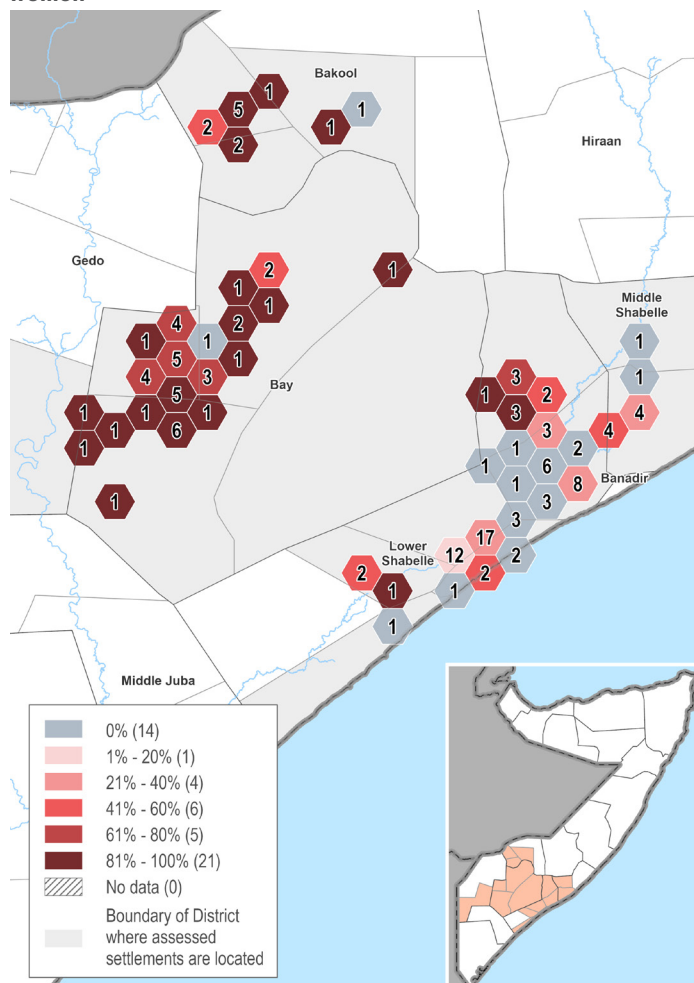 women
Bakool
1
5 1
2 1
Hiraan
2
Gedo
2 1
1
Middle
Shabelle
1
4 2
1 1 1
5 1
4 3 3 1
Bay
5 1 2
1 1 1 3 4
1 6 3 4
1 1 2
1 6
Banadir
1 8
1 3
3
17
Lower
Shabelle
12 2
2 2
1 1
1
Middle Juba
0% (14)
1% - 20% (1)
21% - 40% (4)
41% - 60% (6)
61% - 80% (5)
81% - 100% (21)
No data (0)
Boundary of District
where assessed
settlements are located